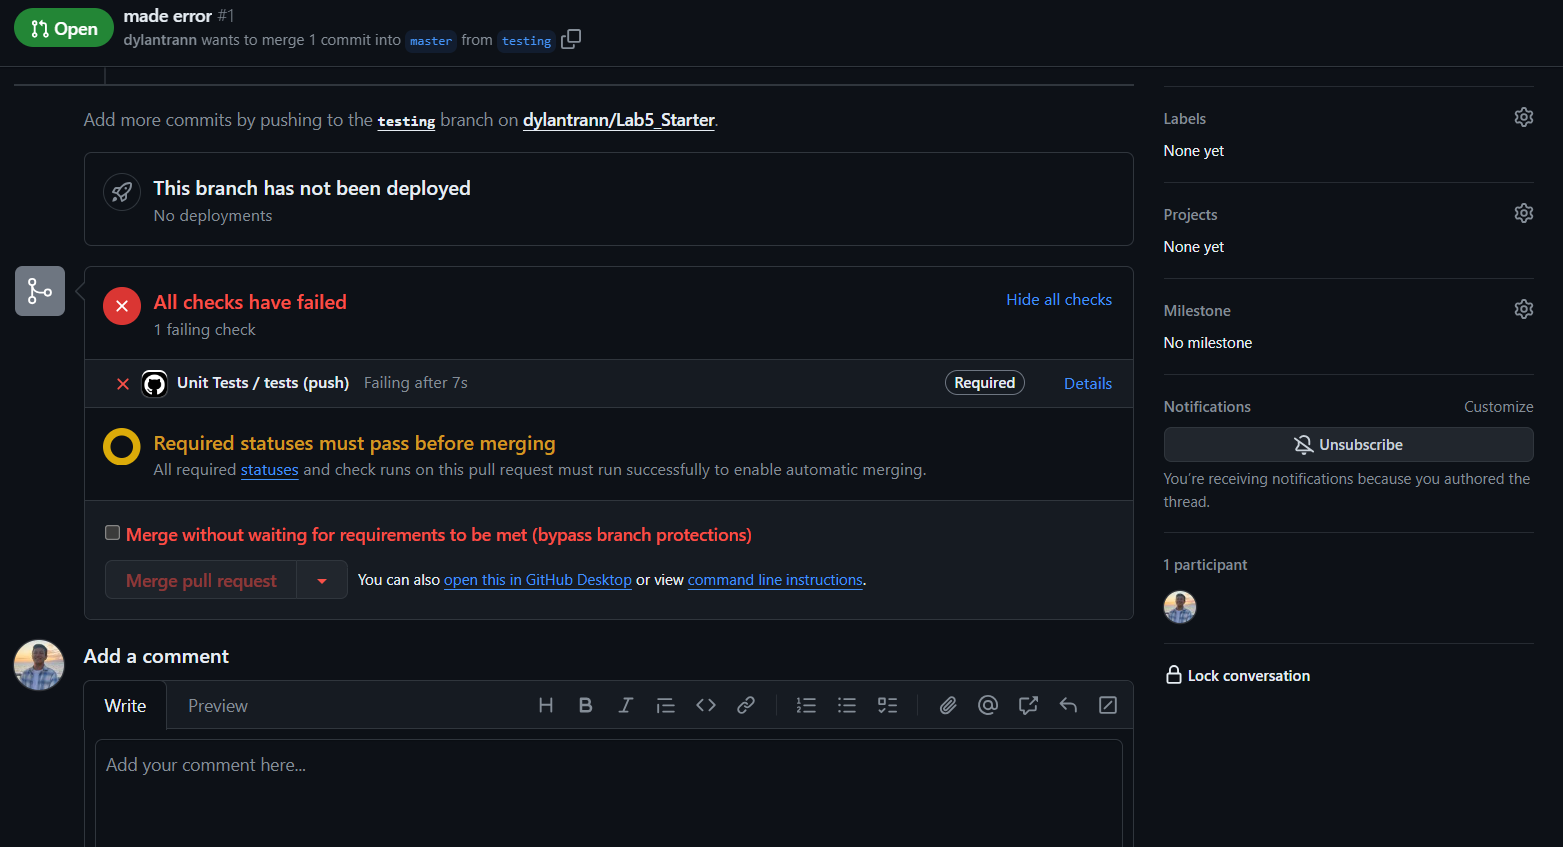 Open
made error #1
dylantrann wants to merge 1 commit into master from testing
Add more commits by pushing to the testing branch on dylantrann/Lab5_Starter.
This branch has not been deployed
No deployments
All checks have failed
1 failing check
Hide all checks
Unit Tests / tests (push) Failing after 7s Required Details
Required statuses must pass before merging
All required statuses and check runs on this pull request must run successfully to enable automatic merging.
Merge without waiting for requirements to be met (bypass branch protections)
Merge pull request You can also open this in GitHub Desktop or view command line instructions.
Add a comment
Write Preview
Add your comment here...
Labels
None yet
Projects
None yet
Milestone
No milestone
Notifications Customize
Unsubscribe
You're receiving notifications because you authored the
thread.
1 participant
Lock conversation